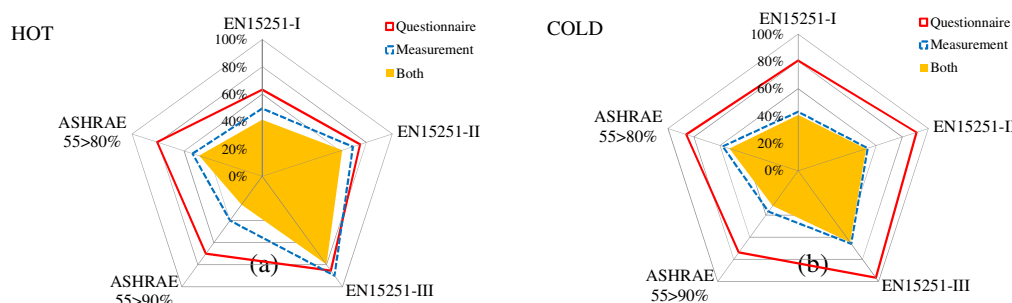 HOT
EN15251-I
100%
80%
60%
40%
20%
0%
Questionnaire
Measurement
Both
EN15251-II
EN15251-III
ASHRAE
55>90%
ASHRAE
55>80%
(a)
COLD
EN15251-I
100%
80%
60%
40%
20%
0%
Questionnaire
Measurement
Both
EN15251-II
EN15251-III
ASHRAE
55>90%
ASHRAE
55>80%
(b)